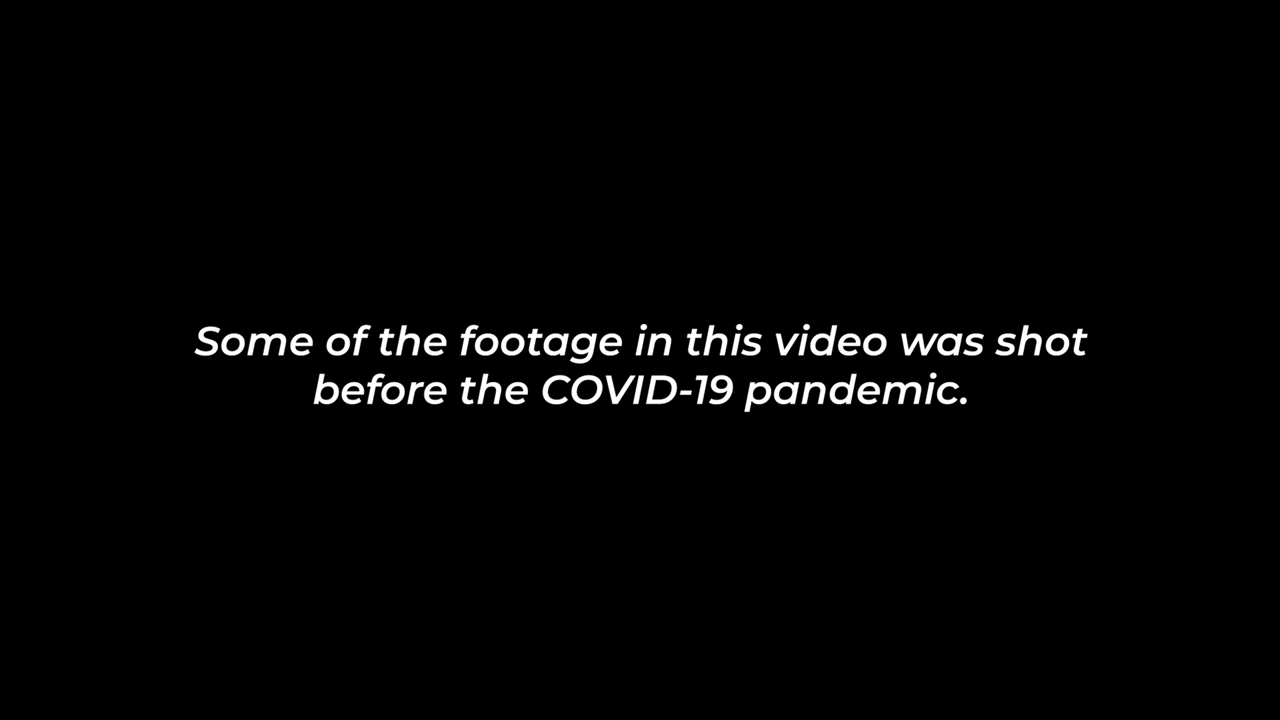 Some of the footage in this video was shot
before the COVID-19 pandemic.